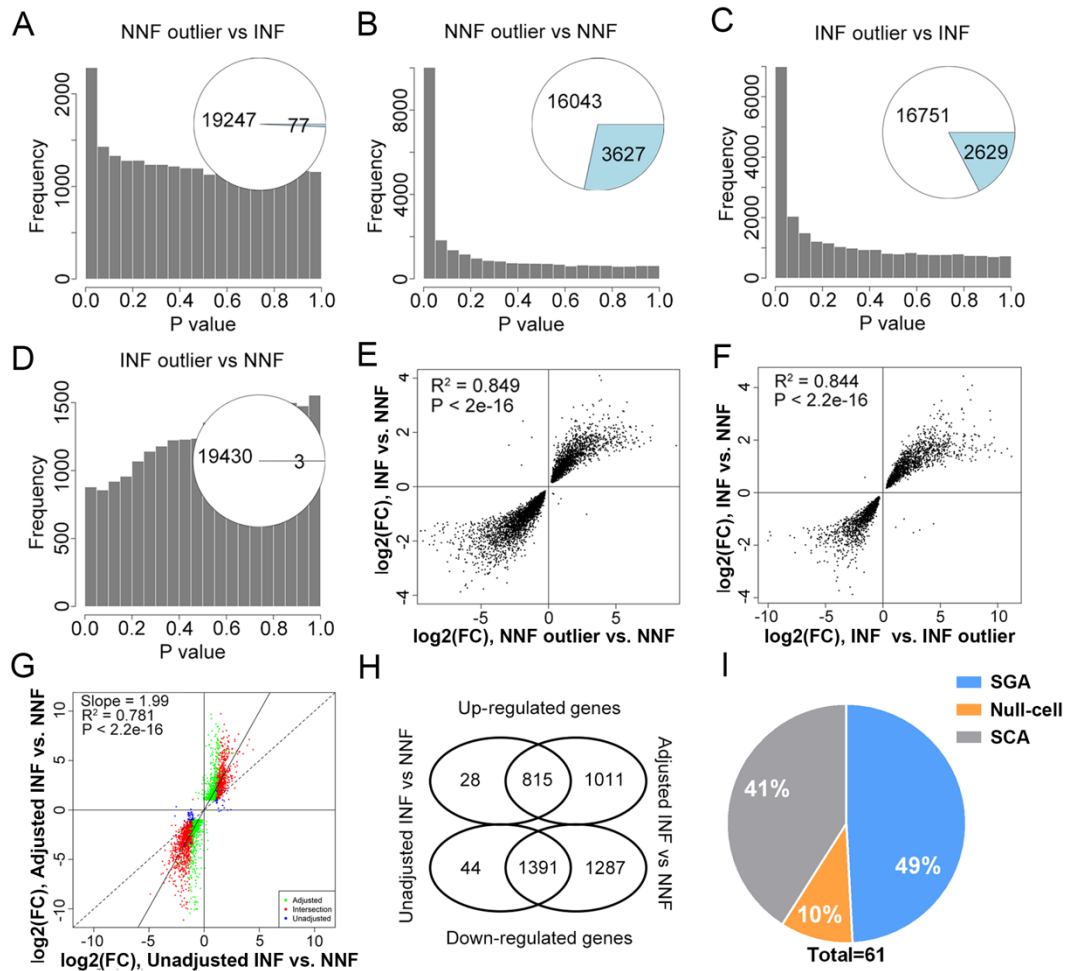 A
NNF outlier vs INF
19247
77
Frequency
0
1000
2000
0.0 0.2 0.4 0.6 0.8 1.0
P value
B
NNF outlier vs NNF
16043
3627
Frequency
0
2000
4000
6000
8000
0.0 0.2 0.4 0.6 0.8 1.0
P value
C
INF outlier vs INF
16751
2629
Frequency
0
2000
4000
6000
0.0 0.2 0.4 0.6 0.8 1.0
P value
D
INF outlier vs NNF
19430
3
Frequency
0
500
1000
1500
0.0 0.2 0.4 0.6 0.8 1.0
P value
E
R² = 0.849
P < 2e-16
log2(FC), INF vs. NNF
4
2
0
-2
-4
-5 0 5
log2(FC), NNF outlier vs. NNF
F
R² = 0.844
P < 2.2e-16
log2(FC), INF vs. NNF
4
2
0
-2
-4
-10 -5 0 5 10
log2(FC), INF vs. INF outlier
G
Slope = 1.99
R² = 0.781
P < 2.2e-16
log2(FC), Adjusted INF vs. NNF
10
5
0
-5
-10
Adjusted
Intersection
Unadjusted
-10 -5 0 5 10
log2(FC), Unadjusted INF vs. NNF
H
Up-regulated genes
Unadjusted INF vs NNF
Adjusted INF vs NNF
28 815 1011
44 1391 1287
Down-regulated genes
I
SGA
Null-cell
SCA
41%
49%
10%
Total=61